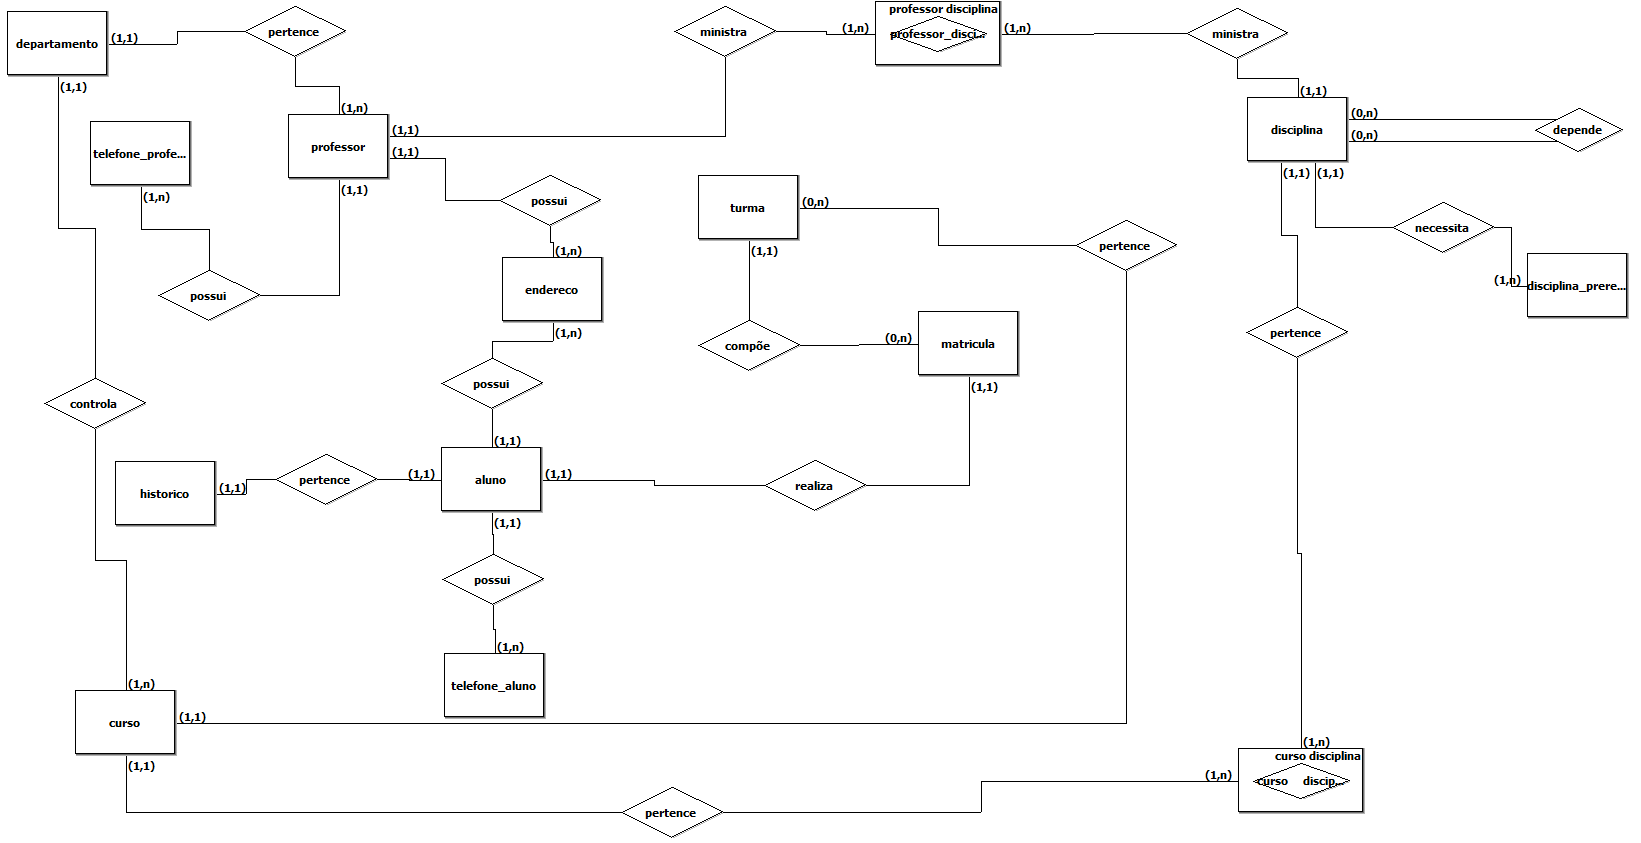 professor disciplina
departamento
(1,1)
pertence
ministra
(1,n)
professor_disci...
(1,n)
ministra
(1,1)
(1,n)
(1,1)
(1,1)
professor
(1,1)
(1,1)
telefone_profe...
(1,n)
possui
possui
(1,n)
endereco
(1,n)
disciplina
(0,n)
(0,n)
depende
(1,1)
(1,1)
turma
(0,n)
(1,1)
pertence
necessita
(1,n)
disciplina_prere...
pertence
compõe
(0,n)
matricula
(1,1)
possui
controla
(1,1)
historico
(1,1)
pertence
(1,1)
aluno
(1,1)
realiza
(1,1)
possui
(1,n)
telefone_aluno
(1,n)
curso
(1,1)
(1,1)
pertence
(1,n)
(1,n)
curso disciplina
curso discip...